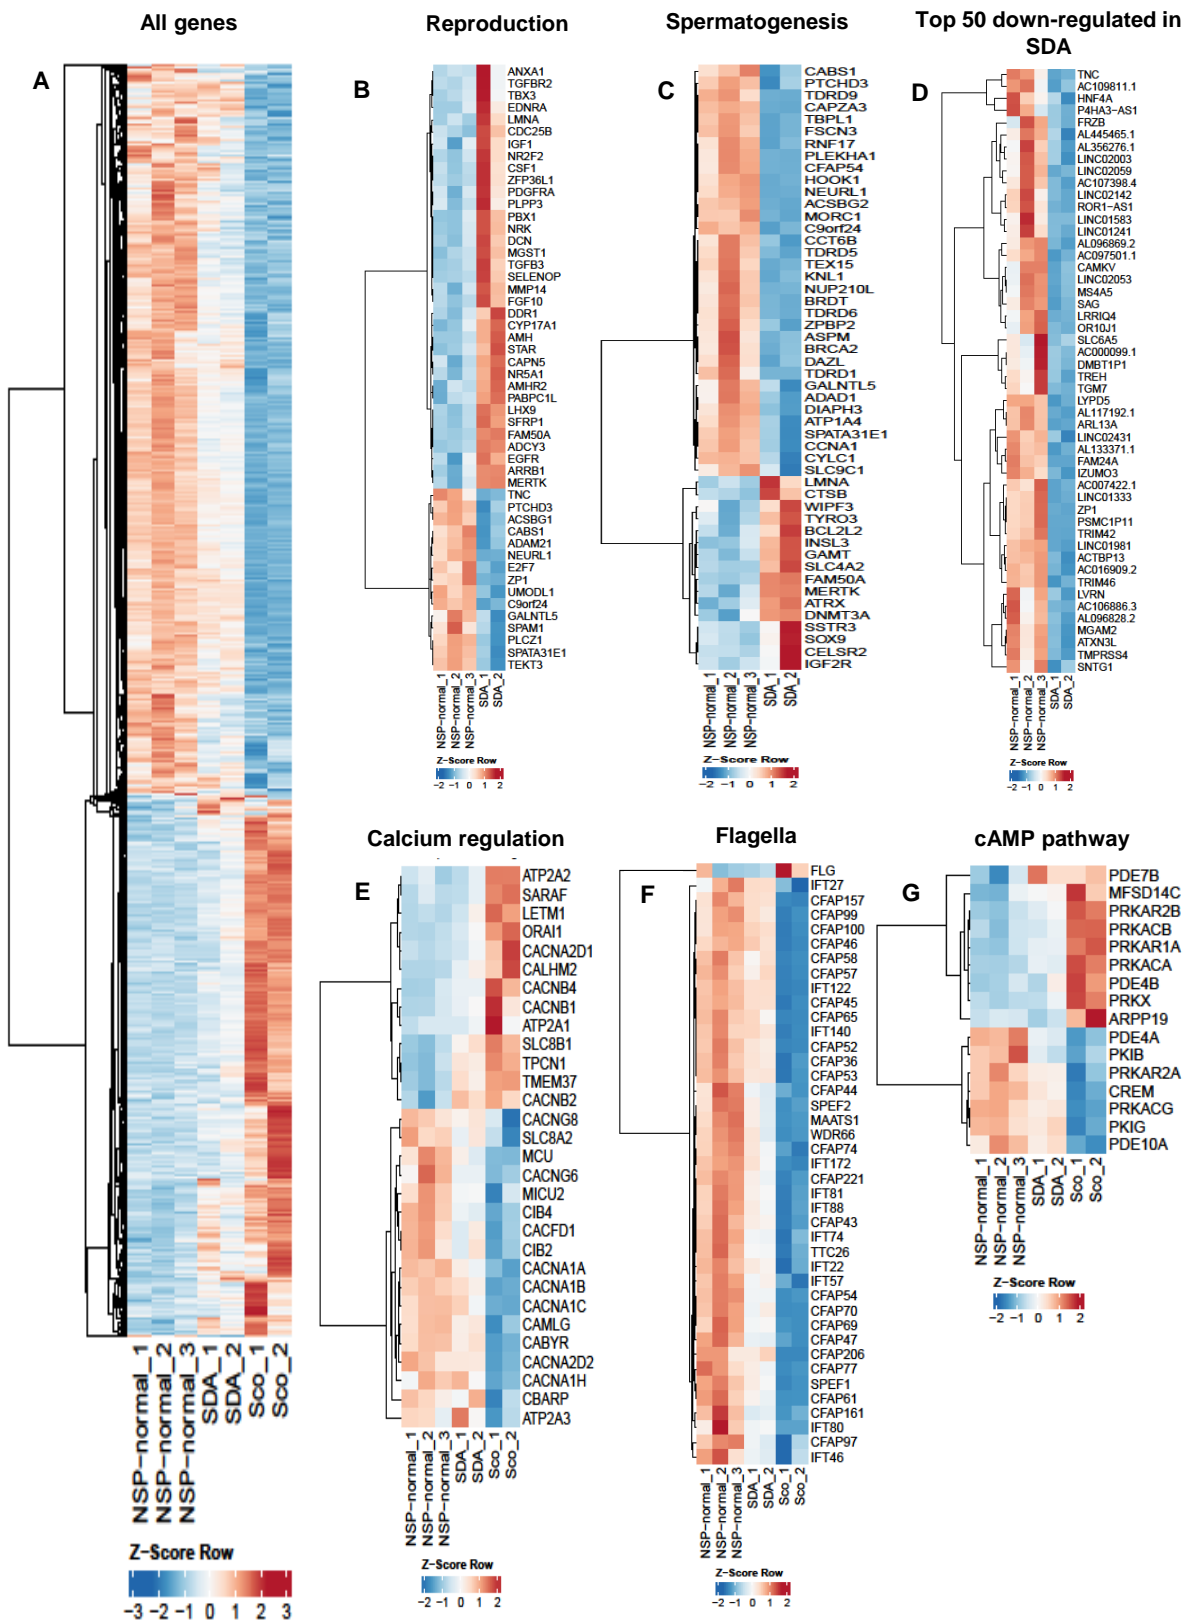 All genes
Reproduction
Spermatogenesis
Top 50 down-regulated in
SDA
A
NSP-normal_1
NSP-normal_2
NSP-normal_3
SDA_1
SDA_2
Sco_1
Sco_2
Z-Score Row
-3 -2 -1 0 1 2 3
B
ANXA1
TGFBR2
TBX3
EDNRA
LMNA
CDC25B
IGF1
NR2F2
CSF1
ZFP36L1
PDGFRA
PLPP3
PBX1
NRK
DCN
MGST1
TGFB3
SELENOP
MMP14
FGF10
DDR1
CYP17A1
AMH
STAR
CAPN5
NR5A1
AMHR2
PABPC1L
LHX9
SFRP1
FAM50A
ADCY3
EGFR
ARRB1
MERTK
TNC
PTCHD3
ACSBG1
CABS1
ADAM21
NEURL1
E2F7
ZP1
UMODL1
C9orf24
GALNTL5
SPAM1
PLCZ1
SPATA31E1
TEKT3
NSP-normal_1
NSP-normal_2
NSP-normal_3
SDA_1
SDA_2
Z-Score Row
-2 -1 0 1 2
C
CABS1
PTCHD3
TDRD9
CAPZA3
TBPL1
FSCN3
RNF17
PLEKHA1
CFAP54
HOOK1
NEURL1
ACSBG2
MORC1
C9orf24
CCT6B
TDRD5
TEX15
KNL1
NUP210L
BRDT
TDRD6
ZPBP2
ASPM
BRCA2
DAZL
TDRD1
GALNTL5
ADAD1
DIAPH3
ATP1A4
SPATA31E1
CCNA1
CYLC1
SLC9C1
LMNA
CTSB
WIPF3
TYRO3
BCL2L2
INSL3
GAMT
SLC4A2
FAM50A
MERTK
ATRX
DNMT3A
SSTR3
SOX9
CELSR2
IGF2R
NSP-normal_1
NSP-normal_2
NSP-normal_3
SDA_1
SDA_2
Z-Score Row
-2 -1 0 1 2
D
TNC
AC109811.1
HNF4A
P4HA3-AS1
FRZB
AL445465.1
AL356276.1
LINC02003
LINC02059
AC107398.4
LINC02142
ROR1-AS1
LINC01583
LINC01241
AL096869.2
AC097501.1
CAMKV
LINC02053
MS4A5
SAG
LRRIQ4
OR10J1
SLC6A5
AC000099.1
DMBT1P1
TREH
TGM7
LYPD5
AL117192.1
ARL13A
LINC02431
AL133371.1
FAM24A
IZUMO3
AC007422.1
LINC01333
ZP1
PSMC1P11
TRIM42
LINC01981
ACTBP13
AC016909.2
TRIM46
LVRN
AC106886.3
AL096828.2
MGAM2
ATXN3L
TMPRSS4
SNTG1
NSP-normal_1
NSP-normal_2
NSP-normal_3
SDA_1
SDA_2
Z-Score Row
-2 -1 0 1 2
Calcium regulation
E
ATP2A2
SARAF
LETM1
ORAI1
CACNA2D1
CALHM2
CACNB4
CACNB1
ATP2A1
SLC8B1
TPCN1
TMEM37
CACNB2
CACNG8
SLC8A2
MCU
CACNG6
MICU2
CIB4
CACFD1
CIB2
CACNA1A
CACNA1B
CACNA1C
CAMLG
CABYR
CACNA2D2
CACNA1H
CBARP
ATP2A3
NSP-normal_1
NSP-normal_2
NSP-normal_3
SDA_1
SDA_2
Sco_1
Sco_2
Z-Score Row
-2 -1 0 1 2
Flagella
F
FLG
IFT27
CFAP157
CFAP99
CFAP100
CFAP46
CFAP58
CFAP57
IFT122
CFAP45
CFAP65
IFT140
CFAP52
CFAP36
CFAP53
CFAP44
SPEF2
MAATS1
WDR66
CFAP74
IFT172
CFAP221
IFT81
IFT88
CFAP43
IFT74
TTC26
IFT22
IFT57
CFAP54
CFAP70
CFAP69
CFAP47
CFAP206
CFAP77
SPEF1
CFAP61
CFAP161
IFT80
CFAP97
IFT46
NSP-normal_1
NSP-normal_2
NSP-normal_3
SDA_1
SDA_2
Sco_1
Sco_2
Z-Score Row
-2 -1 0 1 2
cAMP pathway
G
PDE7B
MFSD14C
PRKAR2B
PRKACB
PRKAR1A
PRKACA
PDE4B
PRKX
ARPP19
PDE4A
PKIB
PRKAR2A
CREM
PRKACG
PKIG
PDE10A
NSP-normal_1
NSP-normal_2
NSP-normal_3
SDA_1
SDA_2
Sco_1
Sco_2
Z-Score Row
-2 -1 0 1 2